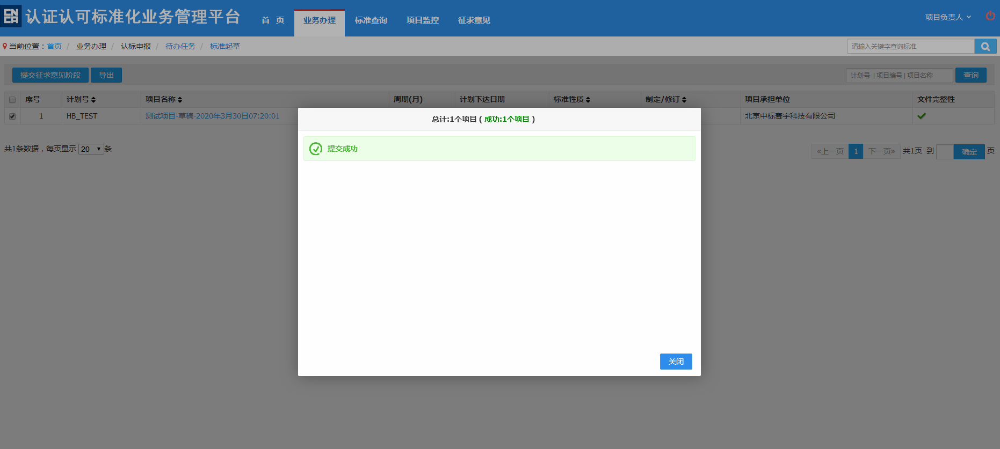 CNCA 认证认可标准化业务管理平台
首 页 业务办理 标准查询 项目监控 征求意见
项目负责人
当前位置：首页 / 业务办理 / 认标申报 / 待办任务 / 标准起草
请输入关键字查询标准
提交征求意见阶段 导出
计划号 | 项目编号 | 项目名称 查询
序号 计划号 项目名称 周期(月) 计划下达日期 标准性质 制定/修订 项目承担单位 文件完整性
1 HB_TEST 测试项目-草稿-2020年3月30日07:20:01 北京中标赛宇科技有限公司
总计:1个项目 ( 成功:1个项目 )
提交成功
共1条数据，每页显示 20 条
«上一页 1 下一页» 共1页 到 确定 页
关闭